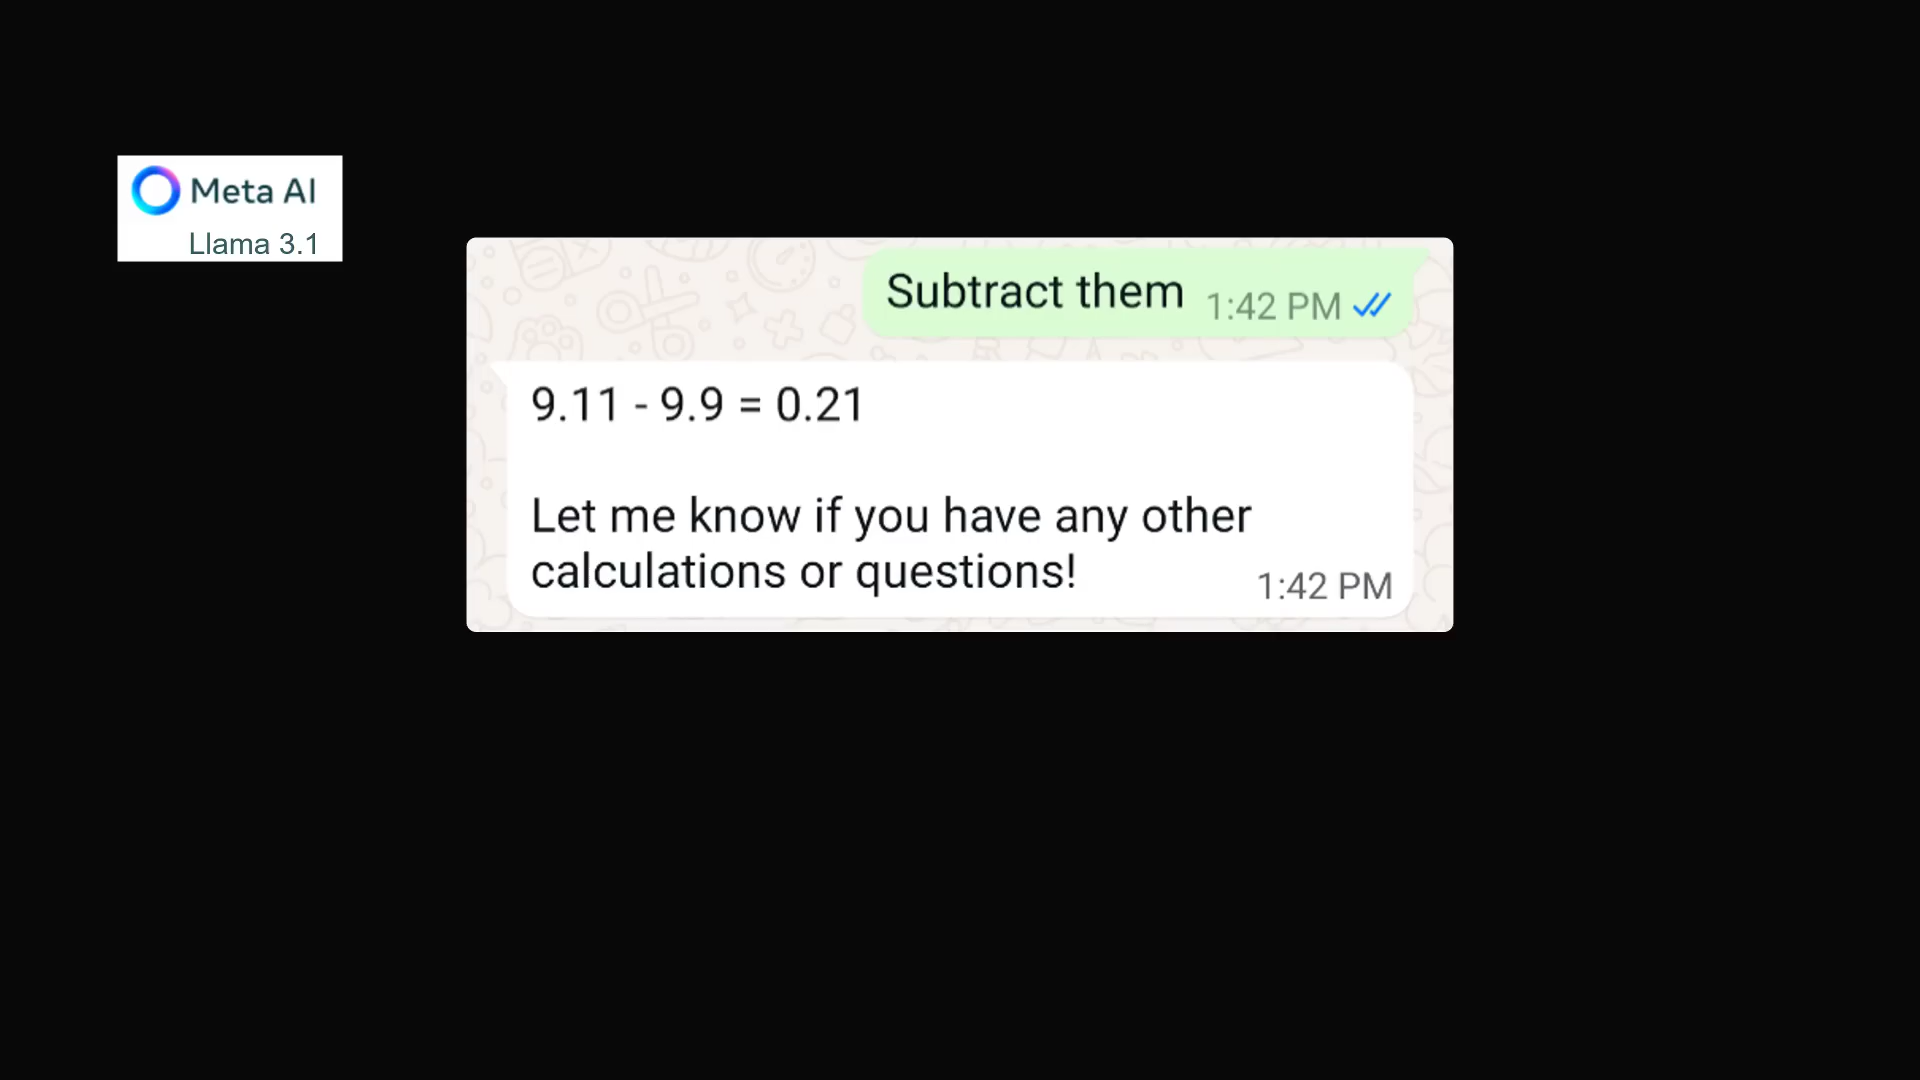 Meta AI
Llama 3.1
Subtract them 1:42 PM
9.11 - 9.9 = 0.21
Let me know if you have any other
calculations or questions!
1:42 PM